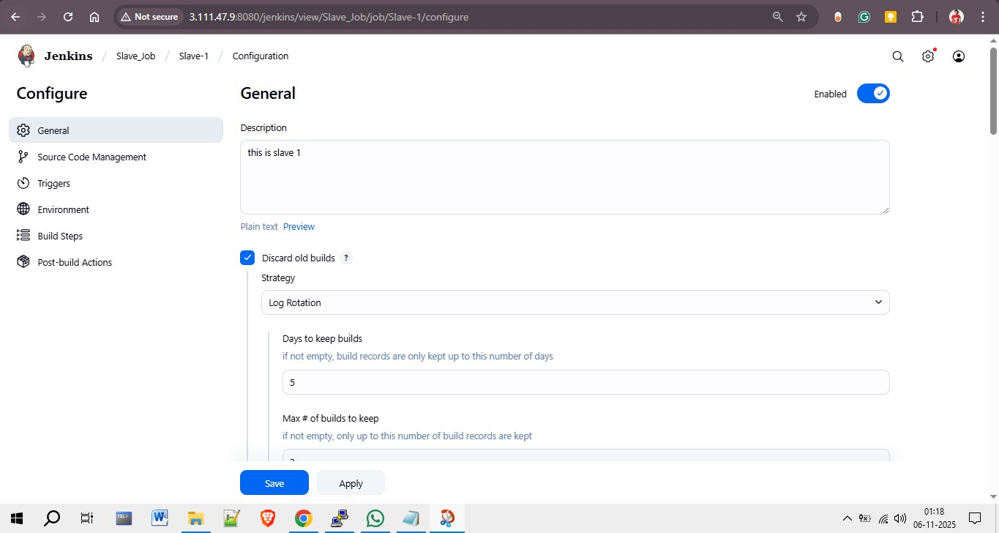 Not secure 3.111.47.9:8080/jenkins/view/Slave_Job/job/Slave-1/configure
Jenkins / Slave_Job / Slave-1 / Configuration
Configure
General
Source Code Management
Triggers
Environment
Build Steps
Post-build Actions
General
Enabled
Description
this is slave 1
Plain text Preview
Discard old builds ?
Strategy
Log Rotation
Days to keep builds
if not empty, build records are only kept up to this number of days
5
Max # of builds to keep
if not empty, only up to this number of build records are kept
Save Apply
01:18
06-11-2025